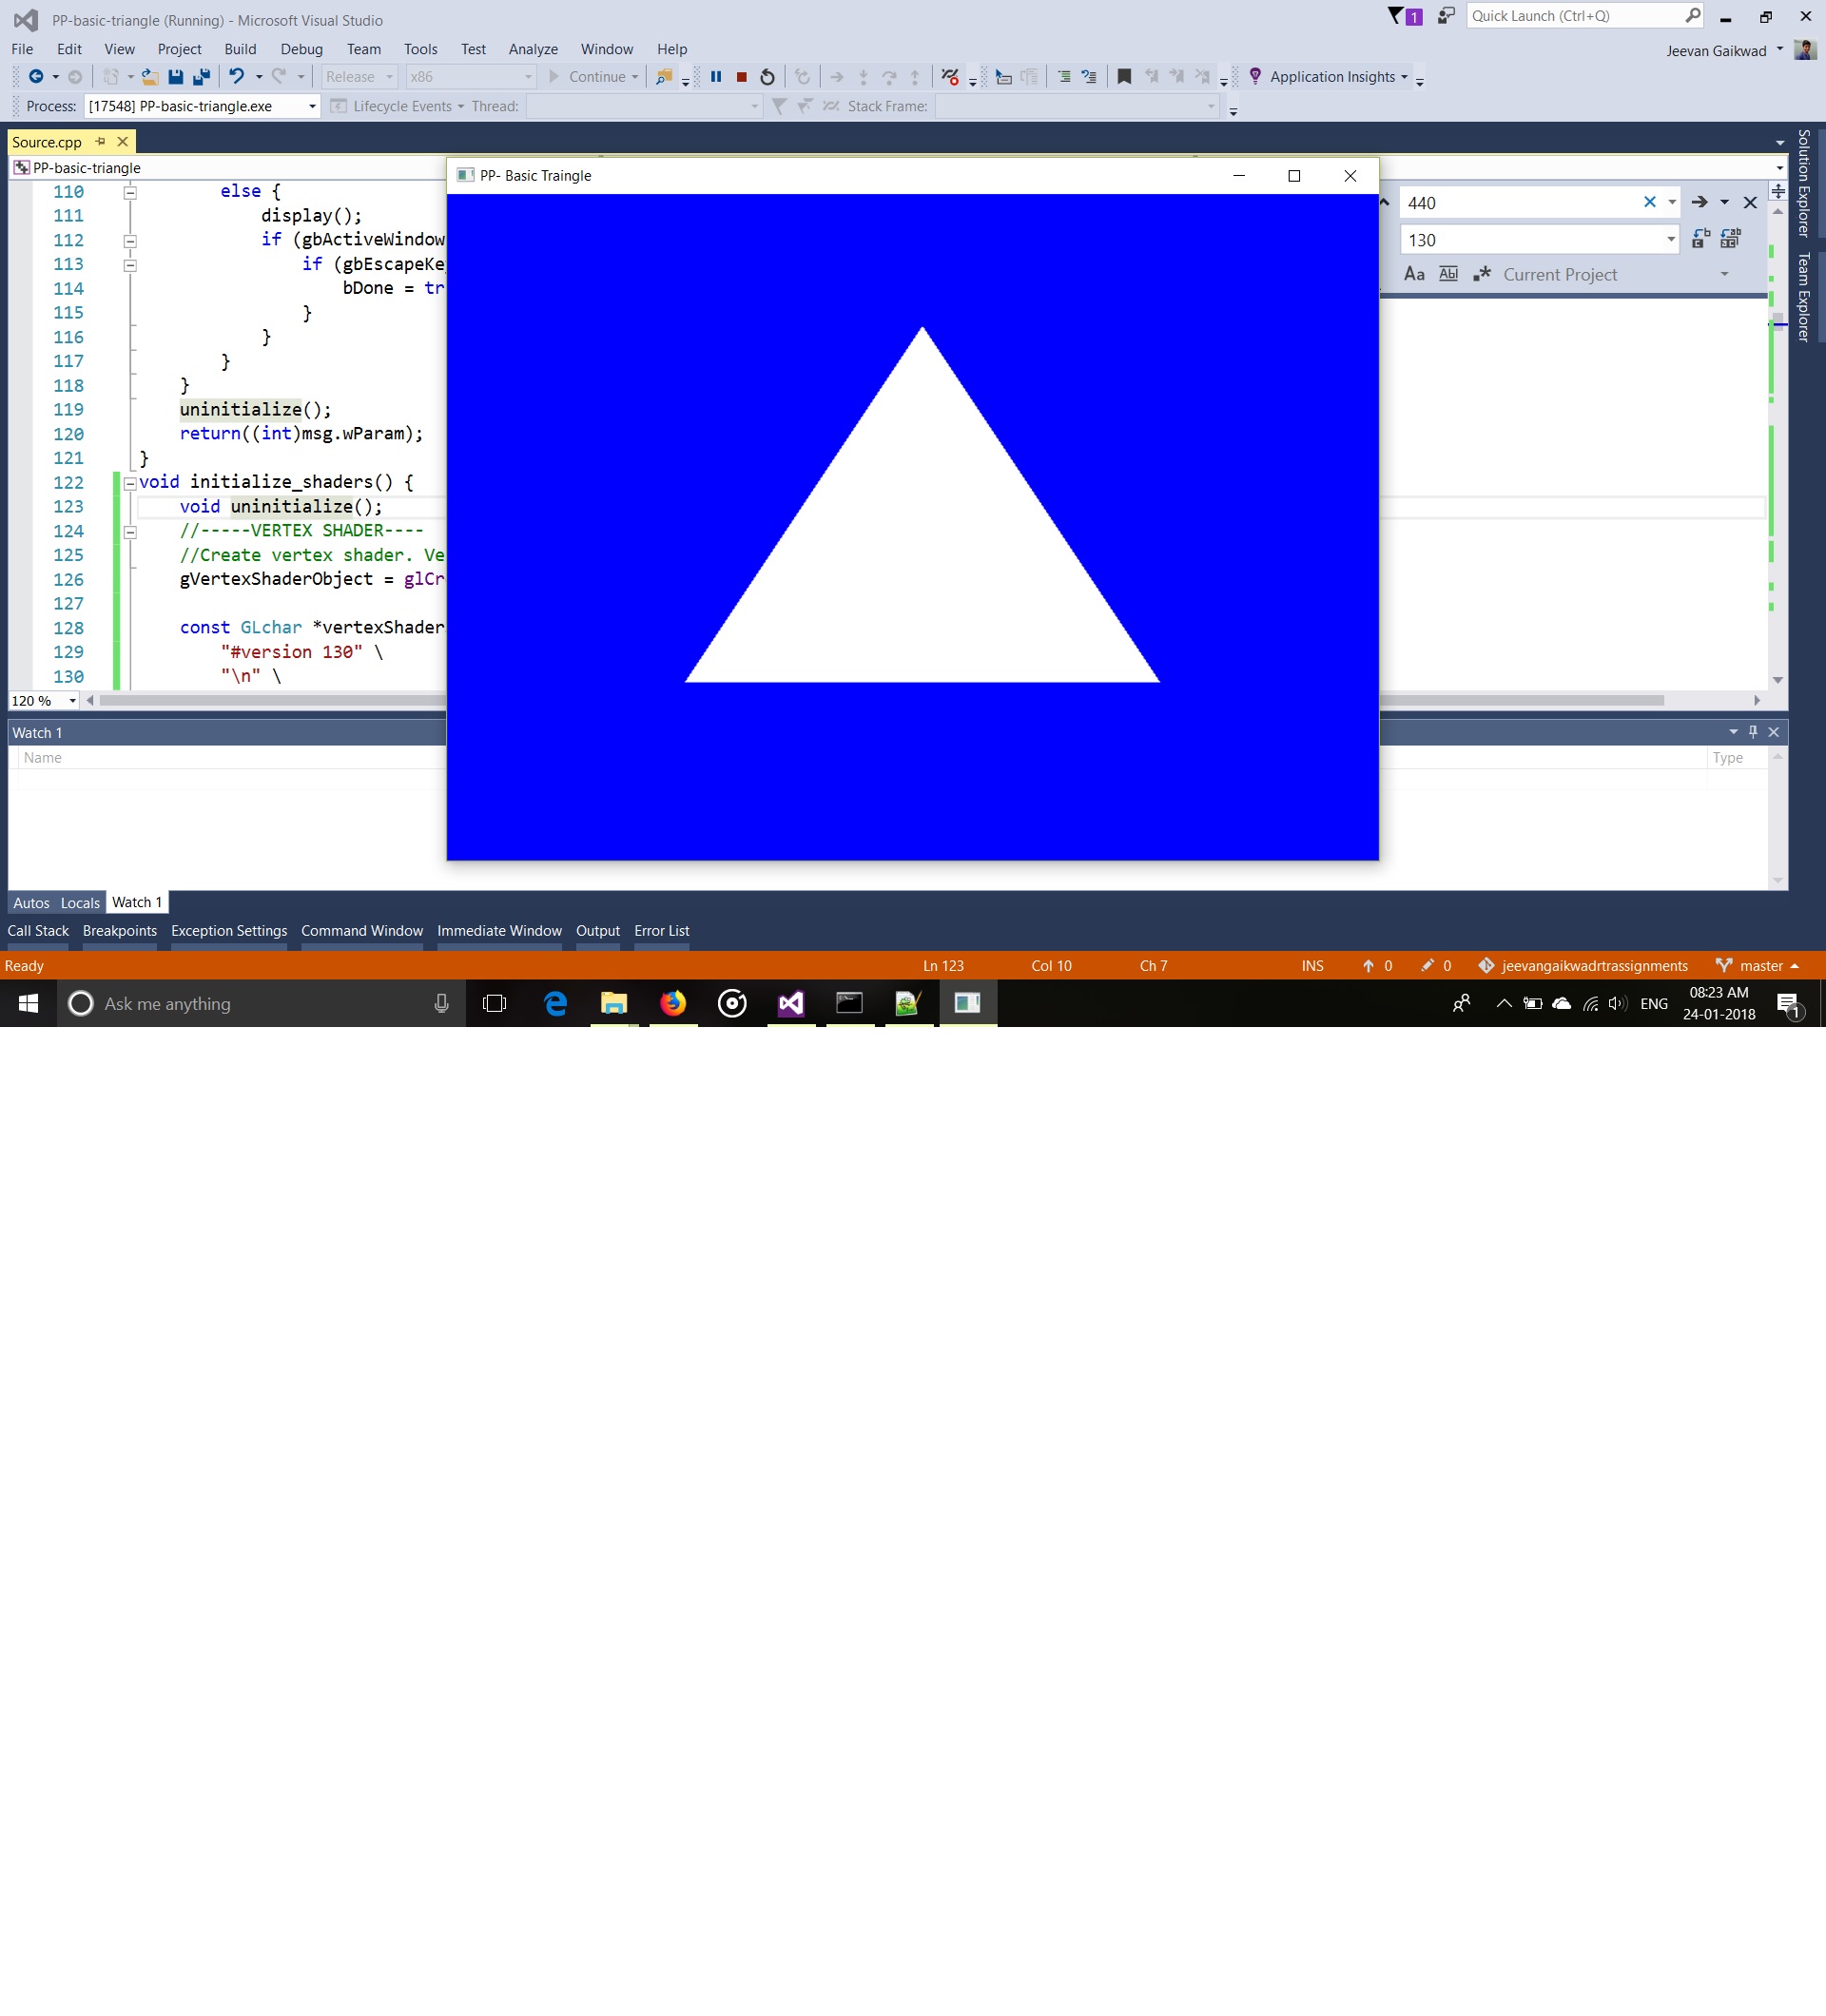 PP-basic-triangle (Running) - Microsoft Visual Studio
1
Quick Launch (Ctrl+Q)
File Edit View Project Build Debug Team Tools Test Analyze Window Help
Jeevan Gaikwad
Release x86 Continue Application Insights
Process: [17548] PP-basic-triangle.exe Lifecycle Events Thread: Stack Frame:
Source.cpp
PP-basic-triangle
PP- Basic Traingle
110 else {
111 display();
112 if (gbActiveWindow
113 if (gbEscapeKe
114 bDone = tr
115 }
116 }
117 }
118 }
119 uninitialize();
120 return((int)msg.wParam);
121 }
122 void initialize_shaders() {
123 void uninitialize();
124 //-----VERTEX SHADER----
125 //Create vertex shader. Ve
126 gVertexShaderObject = glCr
127
128 const GLchar *vertexShader
129 "#version 130" \
130 "\n" \
440
130
Aa Abl .* Current Project
Solution Explorer
Team Explorer
120 %
Watch 1
Name Type
Autos Locals Watch 1
Call Stack Breakpoints Exception Settings Command Window Immediate Window Output Error List
Ready Ln 123 Col 10 Ch 7 INS 0 0 jeevangaikwadrtrassignments master
Ask me anything
ENG
08:23 AM
24-01-2018
1